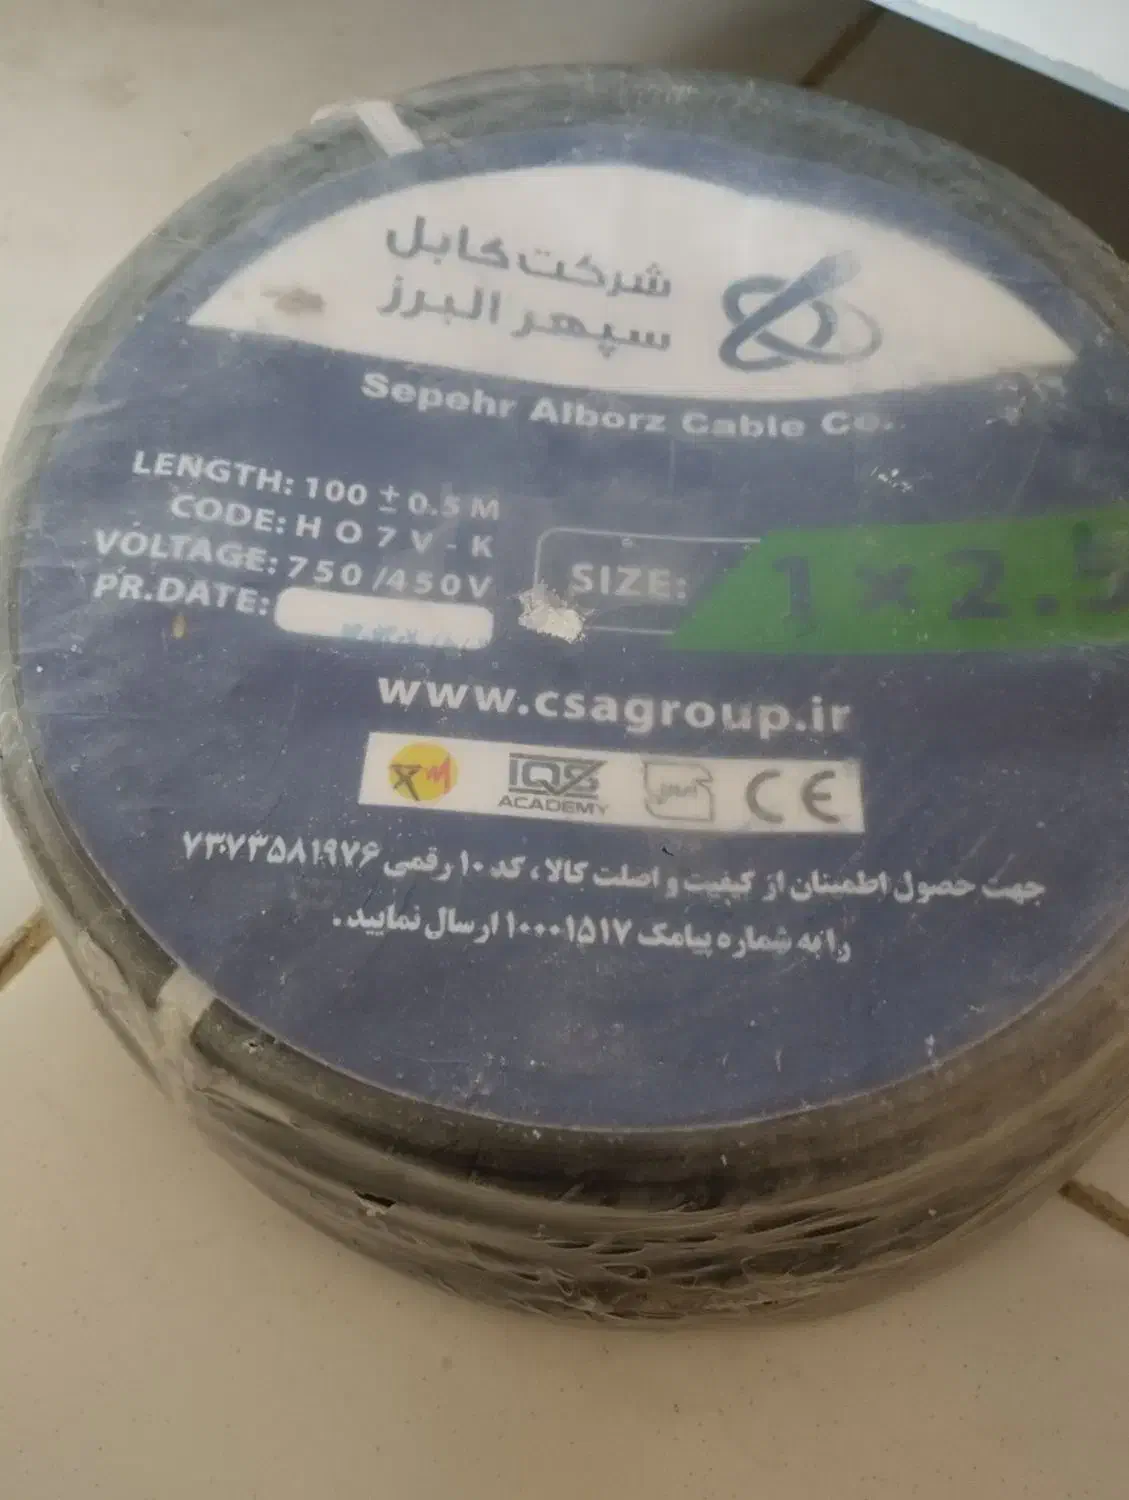 شرکت کابل
سپهر البرز
Sepehr Alborz Cable Co.
LENGTH: 100 ± 0.5 M
CODE: H O 7 V - K
VOLTAGE: 750 /450V
PR.DATE:
SIZE: 1 × 2.5
www.csagroup.ir
IQS
ACADEMY
CE
جهت حصول اطمینان از کیفیت و اصلت کالا ، کد ۱۰ رقمی ۷۳۷۳۵۸۱۹۷۶
را به شماره پیامک ۱۰۰۰۱۵۱۷ ارسال نمایید .